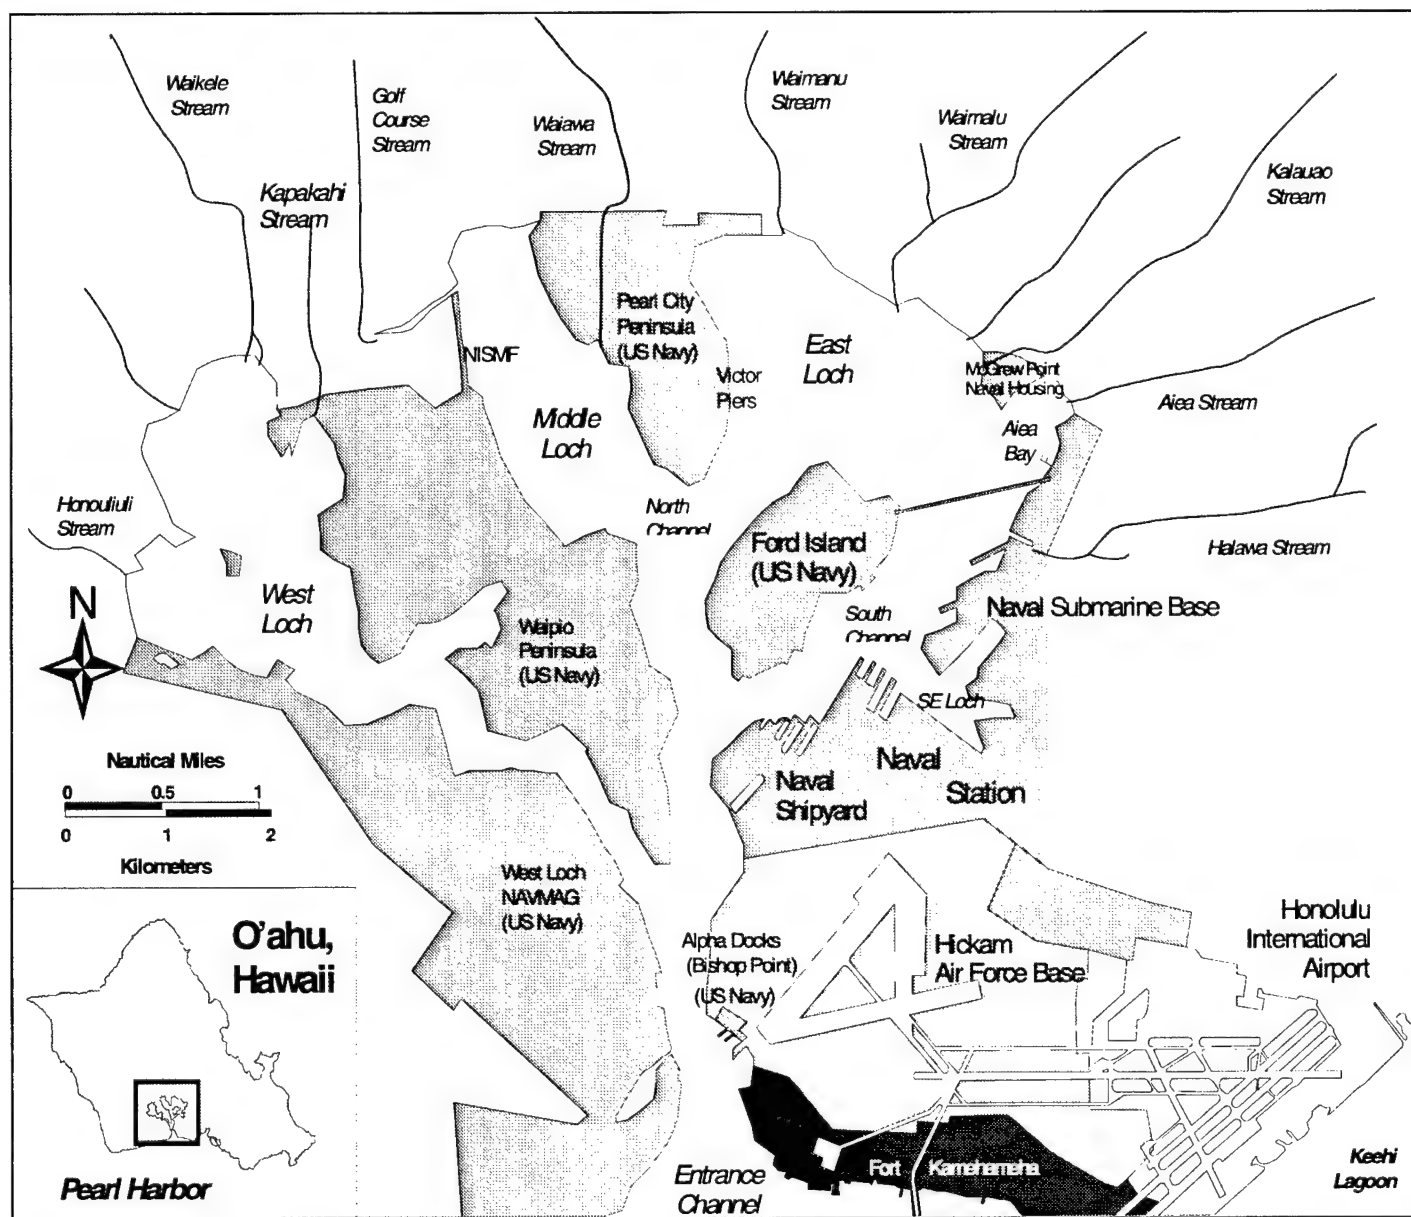 Waikele
Stream
Golf
Course
Stream
Waiawa
Stream
Waimanu
Stream
Waimalu
Stream
Kalauao
Stream
Kapakahi
Stream
Pearl City
Peninsula
(US Navy)
NISMF
Victor
Piers
East
Loch
McGrew Point
Naval Housing
Aiea Stream
Aiea
Bay
Middle
Loch
Honouliuli
Stream
North
Channel
Ford Island
(US Navy)
Halawa Stream
N
West
Loch
Waipio
Peninsula
(US Navy)
South
Channel
Naval Submarine Base
SE Loch
Nautical Miles
0 0.5 1
0 1 2
Kilometers
Naval
Shipyard
Naval
Station
West Loch
NAVMAG
(US Navy)
O'ahu,
Hawaii
Alpha Docks
(Bishop Point)
(US Navy)
Hickam
Air Force Base
Honolulu
International
Airport
Pearl Harbor
Entrance
Channel
Fort Kamehameha
Keehi
Lagoon